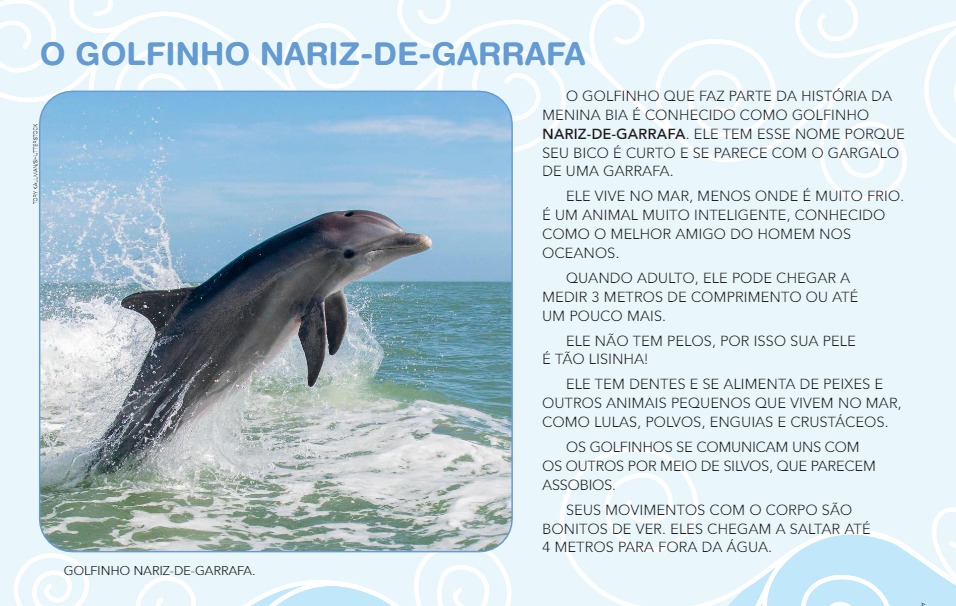 O GOLFINHO NARIZ-DE-GARRAFA
O GOLFINHO QUE FAZ PARTE DA HISTÓRIA DA
MENINA BIA É CONHECIDO COMO GOLFINHO
NARIZ-DE-GARRAFA. ELE TEM ESSE NOME PORQUE
SEU BICO É CURTO E SE PARECE COM O GARGALO
DE UMA GARRAFA.
ELE VIVE NO MAR, MENOS ONDE É MUITO FRIO.
É UM ANIMAL MUITO INTELIGENTE, CONHECIDO
COMO O MELHOR AMIGO DO HOMEM NOS
OCEANOS.
QUANDO ADULTO, ELE PODE CHEGAR A
MEDIR 3 METROS DE COMPRIMENTO OU ATÉ
UM POUCO MAIS.
ELE NÃO TEM PELOS, POR ISSO SUA PELE
É TÃO LISINHA!
ELE TEM DENTES E SE ALIMENTA DE PEIXES E
OUTROS ANIMAIS PEQUENOS QUE VIVEM NO MAR,
COMO LULAS, POLVOS, ENGUIAS E CRUSTÁCEOS.
OS GOLFINHOS SE COMUNICAM UNS COM
OS OUTROS POR MEIO DE SILVOS, QUE PARECEM
ASSOBIOS.
SEUS MOVIMENTOS COM O CORPO SÃO
BONITOS DE VER. ELES CHEGAM A SALTAR ATÉ
4 METROS PARA FORA DA ÁGUA.
GOLFINHO NARIZ-DE-GARRAFA.